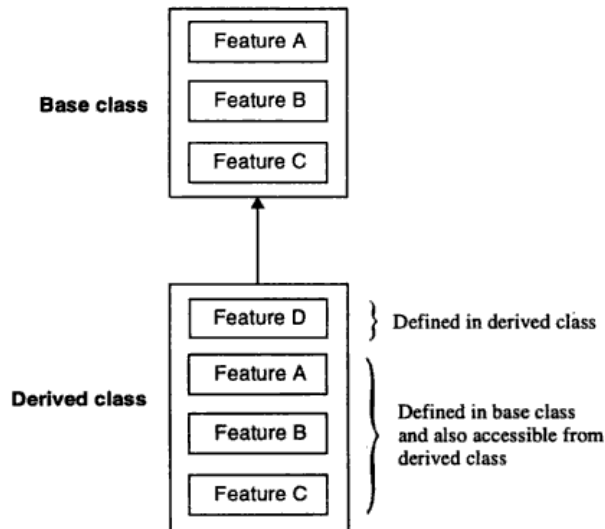 Feature A
Base class
Feature B
Feature C
Feature D
Defined in derived class
Feature A
Derived class
Feature B
Defined in base class
and also accessible from
derived class
Feature C